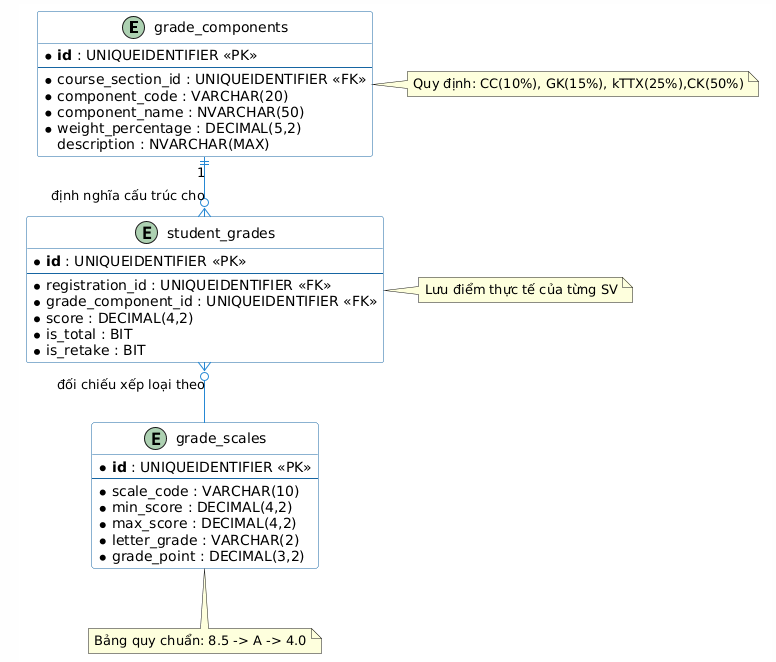 E grade_components
id : UNIQUEIDENTIFIER «PK»
course_section_id : UNIQUEIDENTIFIER «FK»
component_code : VARCHAR(20)
component_name : NVARCHAR(50)
weight_percentage : DECIMAL(5,2)
description : NVARCHAR(MAX)
Quy định: CC(10%), GK(15%), kTTX(25%),CK(50%)
1
định nghĩa cấu trúc cho
E student_grades
id : UNIQUEIDENTIFIER «PK»
registration_id : UNIQUEIDENTIFIER «FK»
grade_component_id : UNIQUEIDENTIFIER «FK»
score : DECIMAL(4,2)
is_total : BIT
is_retake : BIT
Lưu điểm thực tế của từng SV
đối chiếu xếp loại theo
E grade_scales
id : UNIQUEIDENTIFIER «PK»
scale_code : VARCHAR(10)
min_score : DECIMAL(4,2)
max_score : DECIMAL(4,2)
letter_grade : VARCHAR(2)
grade_point : DECIMAL(3,2)
Bảng quy chuẩn: 8.5 -> A -> 4.0